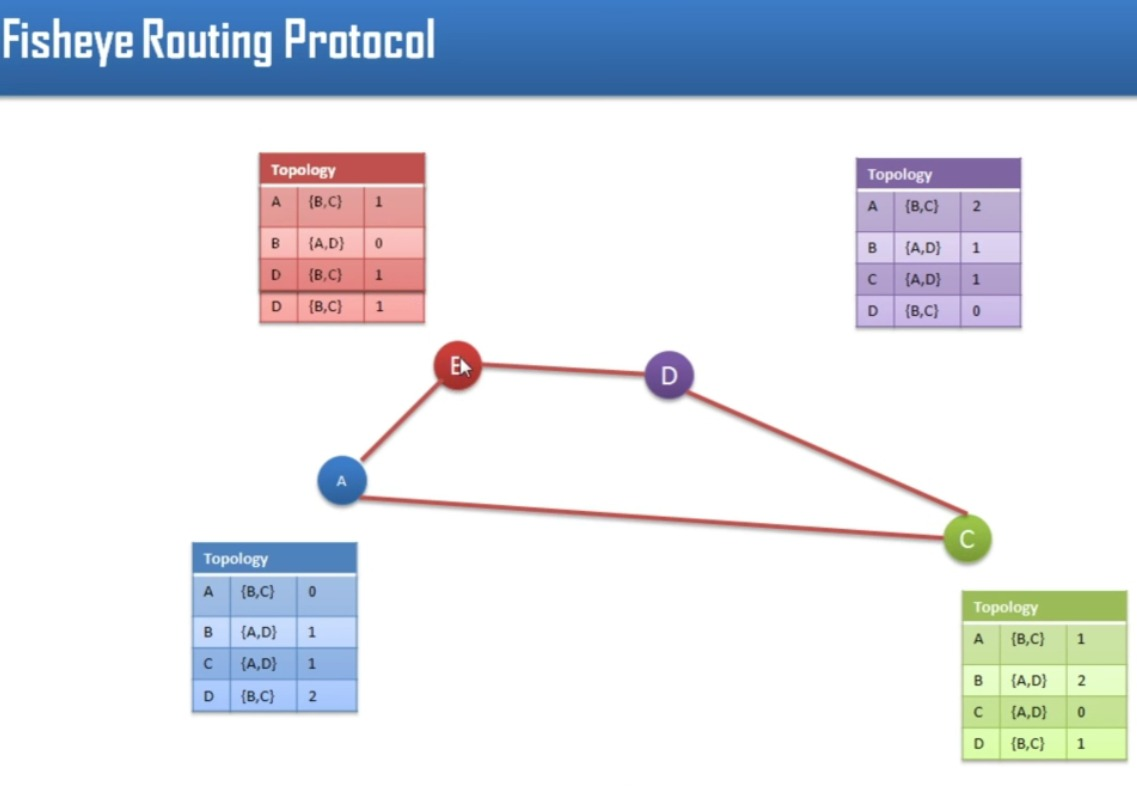 Fisheye Routing Protocol
Topology
A {B,C} 1
B {A,D} 0
D {B,C} 1
D {B,C} 1
Topology
A {B,C} 2
B {A,D} 1
C {A,D} 1
D {B,C} 0
D
A
C
Topology
A {B,C} 0
B {A,D} 1
C {A,D} 1
D {B,C} 2
Topology
A {B,C} 1
B {A,D} 2
C {A,D} 0
D {B,C} 1